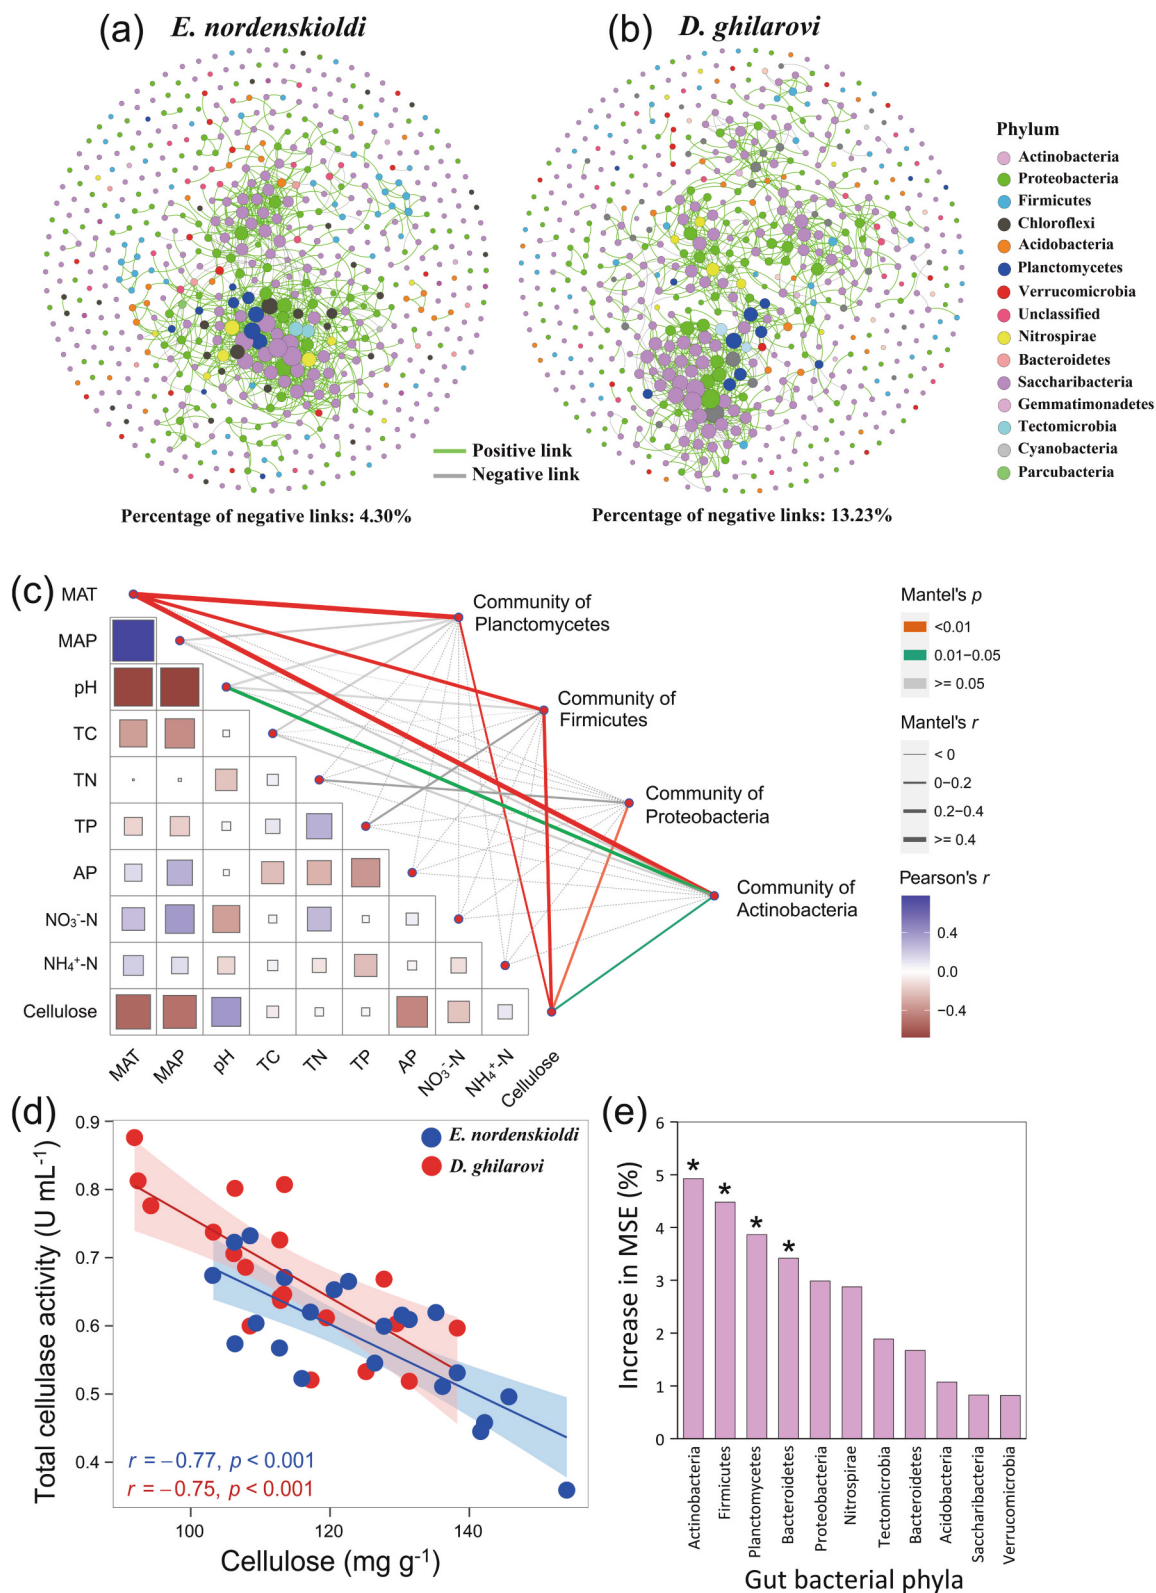 (a) E. nordenskioldi
(b) D. ghilarovi
Phylum
Actinobacteria
Proteobacteria
Firmicutes
Chloroflexi
Acidobacteria
Planctomycetes
Verrucomicrobia
Unclassified
Nitrospirae
Bacteroidetes
Saccharibacteria
Gemmatimonadetes
Tectomicrobia
Cyanobacteria
Parcubacteria
Positive link
Negative link
Percentage of negative links: 4.30%
Percentage of negative links: 13.23%
(c)
MAT
MAP
pH
TC
TN
TP
AP
NO₃⁻-N
NH₄⁺-N
Cellulose
MAT
MAP
pH
TC
TN
TP
AP
NO₃⁻-N
NH₄⁺-N
Cellulose
Community of
Planctomycetes
Community of
Firmicutes
Community of
Proteobacteria
Community of
Actinobacteria
Mantel's p
<0.01
0.01−0.05
>= 0.05
Mantel's r
< 0
0−0.2
0.2−0.4
>= 0.4
Pearson's r
0.4
0.0
−0.4
(d)
Total cellulase activity (U mL⁻¹)
0.9
0.8
0.7
0.6
0.5
0.4
E. nordenskioldi
D. ghilarovi
r = −0.77, p < 0.001
r = −0.75, p < 0.001
100
120
140
Cellulose (mg g⁻¹)
(e)
Increase in MSE (%)
6
5
4
3
2
1
0
*
*
*
*
Actinobacteria
Firmicutes
Planctomycetes
Bacteroidetes
Proteobacteria
Nitrospirae
Tectomicrobia
Bacteroidetes
Acidobacteria
Saccharibacteria
Verrucomicrobia
Gut bacterial phyla